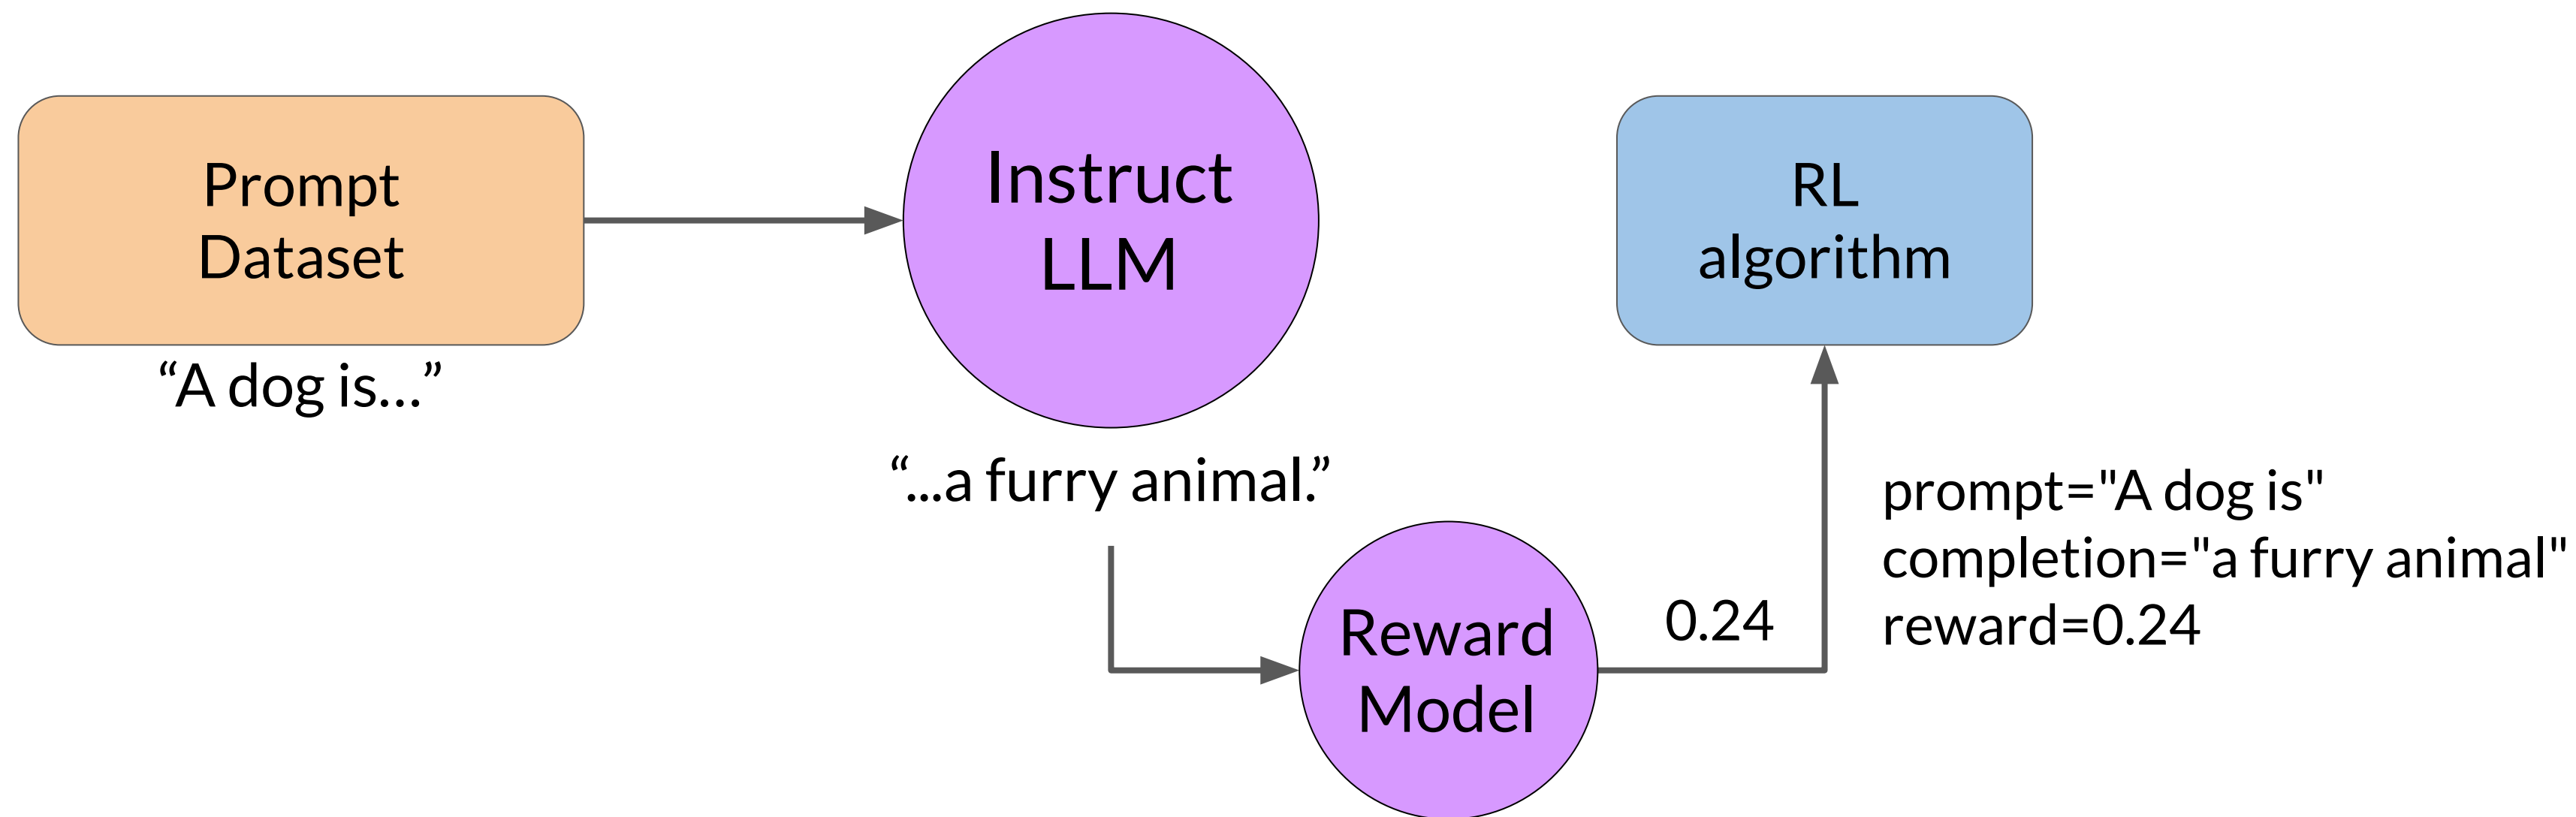 Prompt
Dataset
“A dog is...”
Instruct
LLM
“...a furry animal.”
Reward
Model
0.24
RL
algorithm
prompt="A dog is"
completion="a furry animal"
reward=0.24